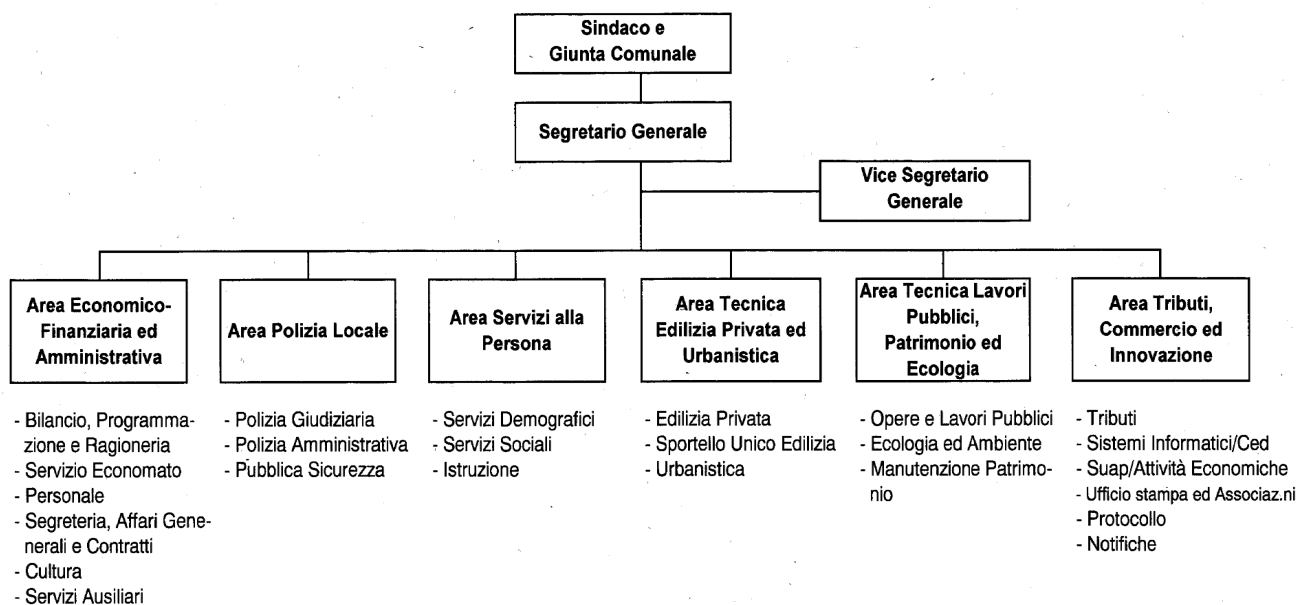 Sindaco e
Giunta Comunale
Segretario Generale
Vice Segretario
Generale
Area Economico-
Finanziaria ed
Amministrativa
Area Polizia Locale
Area Servizi alla
Persona
Area Tecnica
Edilizia Privata ed
Urbanistica
Area Tecnica Lavori
Pubblici,
Patrimonio ed
Ecologia
Area Tributi,
Commercio ed
Innovazione
- Bilancio, Programma-
zione e Ragioneria
- Servizio Economato
- Personale
- Segreteria, Affari Gene-
nerali e Contratti
- Cultura
- Servizi Ausiliari
- Polizia Giudiziaria
- Polizia Amministrativa
- Pubblica Sicurezza
- Servizi Demografici
- Servizi Sociali
- Istruzione
- Edilizia Privata
- Sportello Unico Edilizia
- Urbanistica
- Opere e Lavori Pubblici
- Ecologia ed Ambiente
- Manutenzione Patrimo-
nio
- Tributi
- Sistemi Informatici/Ced
- Suap/Attività Economiche
- Ufficio stampa ed Associaz.ni
- Protocollo
- Notifiche